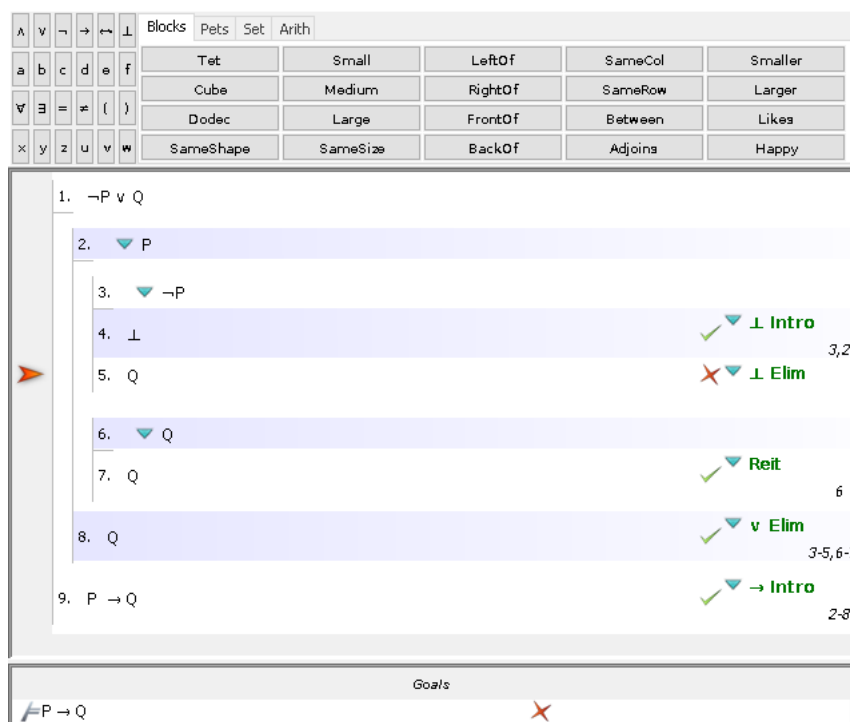 ∧ ∨ ¬ → ↔ ⊥ Blocks Pets Set Arith
a b c d e f Tet Small LeftOf SameCol Smaller
Cube Medium RightOf SameRow Larger
∀ ∃ = ≠ ( ) Dodec Large FrontOf Between Likes
x y z u v w SameShape SameSize BackOf Adjoins Happy
1. ¬P ∨ Q
2. P
3. ¬P
4. ⊥ ⊥ Intro
3,2
5. Q ⊥ Elim
6. Q
7. Q Reit
6
8. Q ∨ Elim
3-5,6-
9. P → Q → Intro
2-8
Goals
P → Q